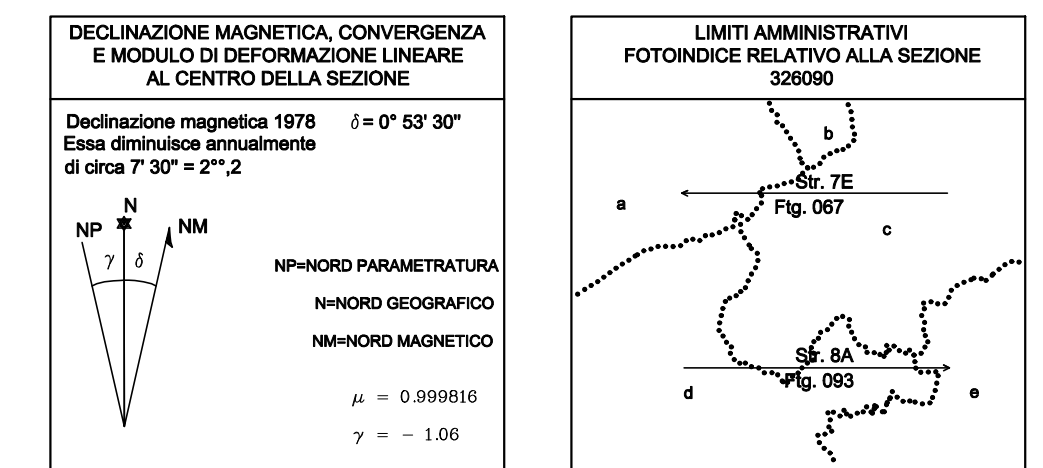 DECLINAZIONE MAGNETICA, CONVERGENZA
E MODULO DI DEFORMAZIONE LINEARE
AL CENTRO DELLA SEZIONE
Declinazione magnetica 1978 δ = 0° 53' 30"
Essa diminuisce annualmente
di circa 7' 30" = 2°°,2
N
NP
NM
γ δ
NP=NORD PARAMETRATURA
N=NORD GEOGRAFICO
NM=NORD MAGNETICO
μ = 0.999816
γ = - 1.06
LIMITI AMMINISTRATIVI
FOTOINDICE RELATIVO ALLA SEZIONE
326090
b
Str. 7E
a
Ftg. 067
c
Str. 8A
Ftg. 093
d
e